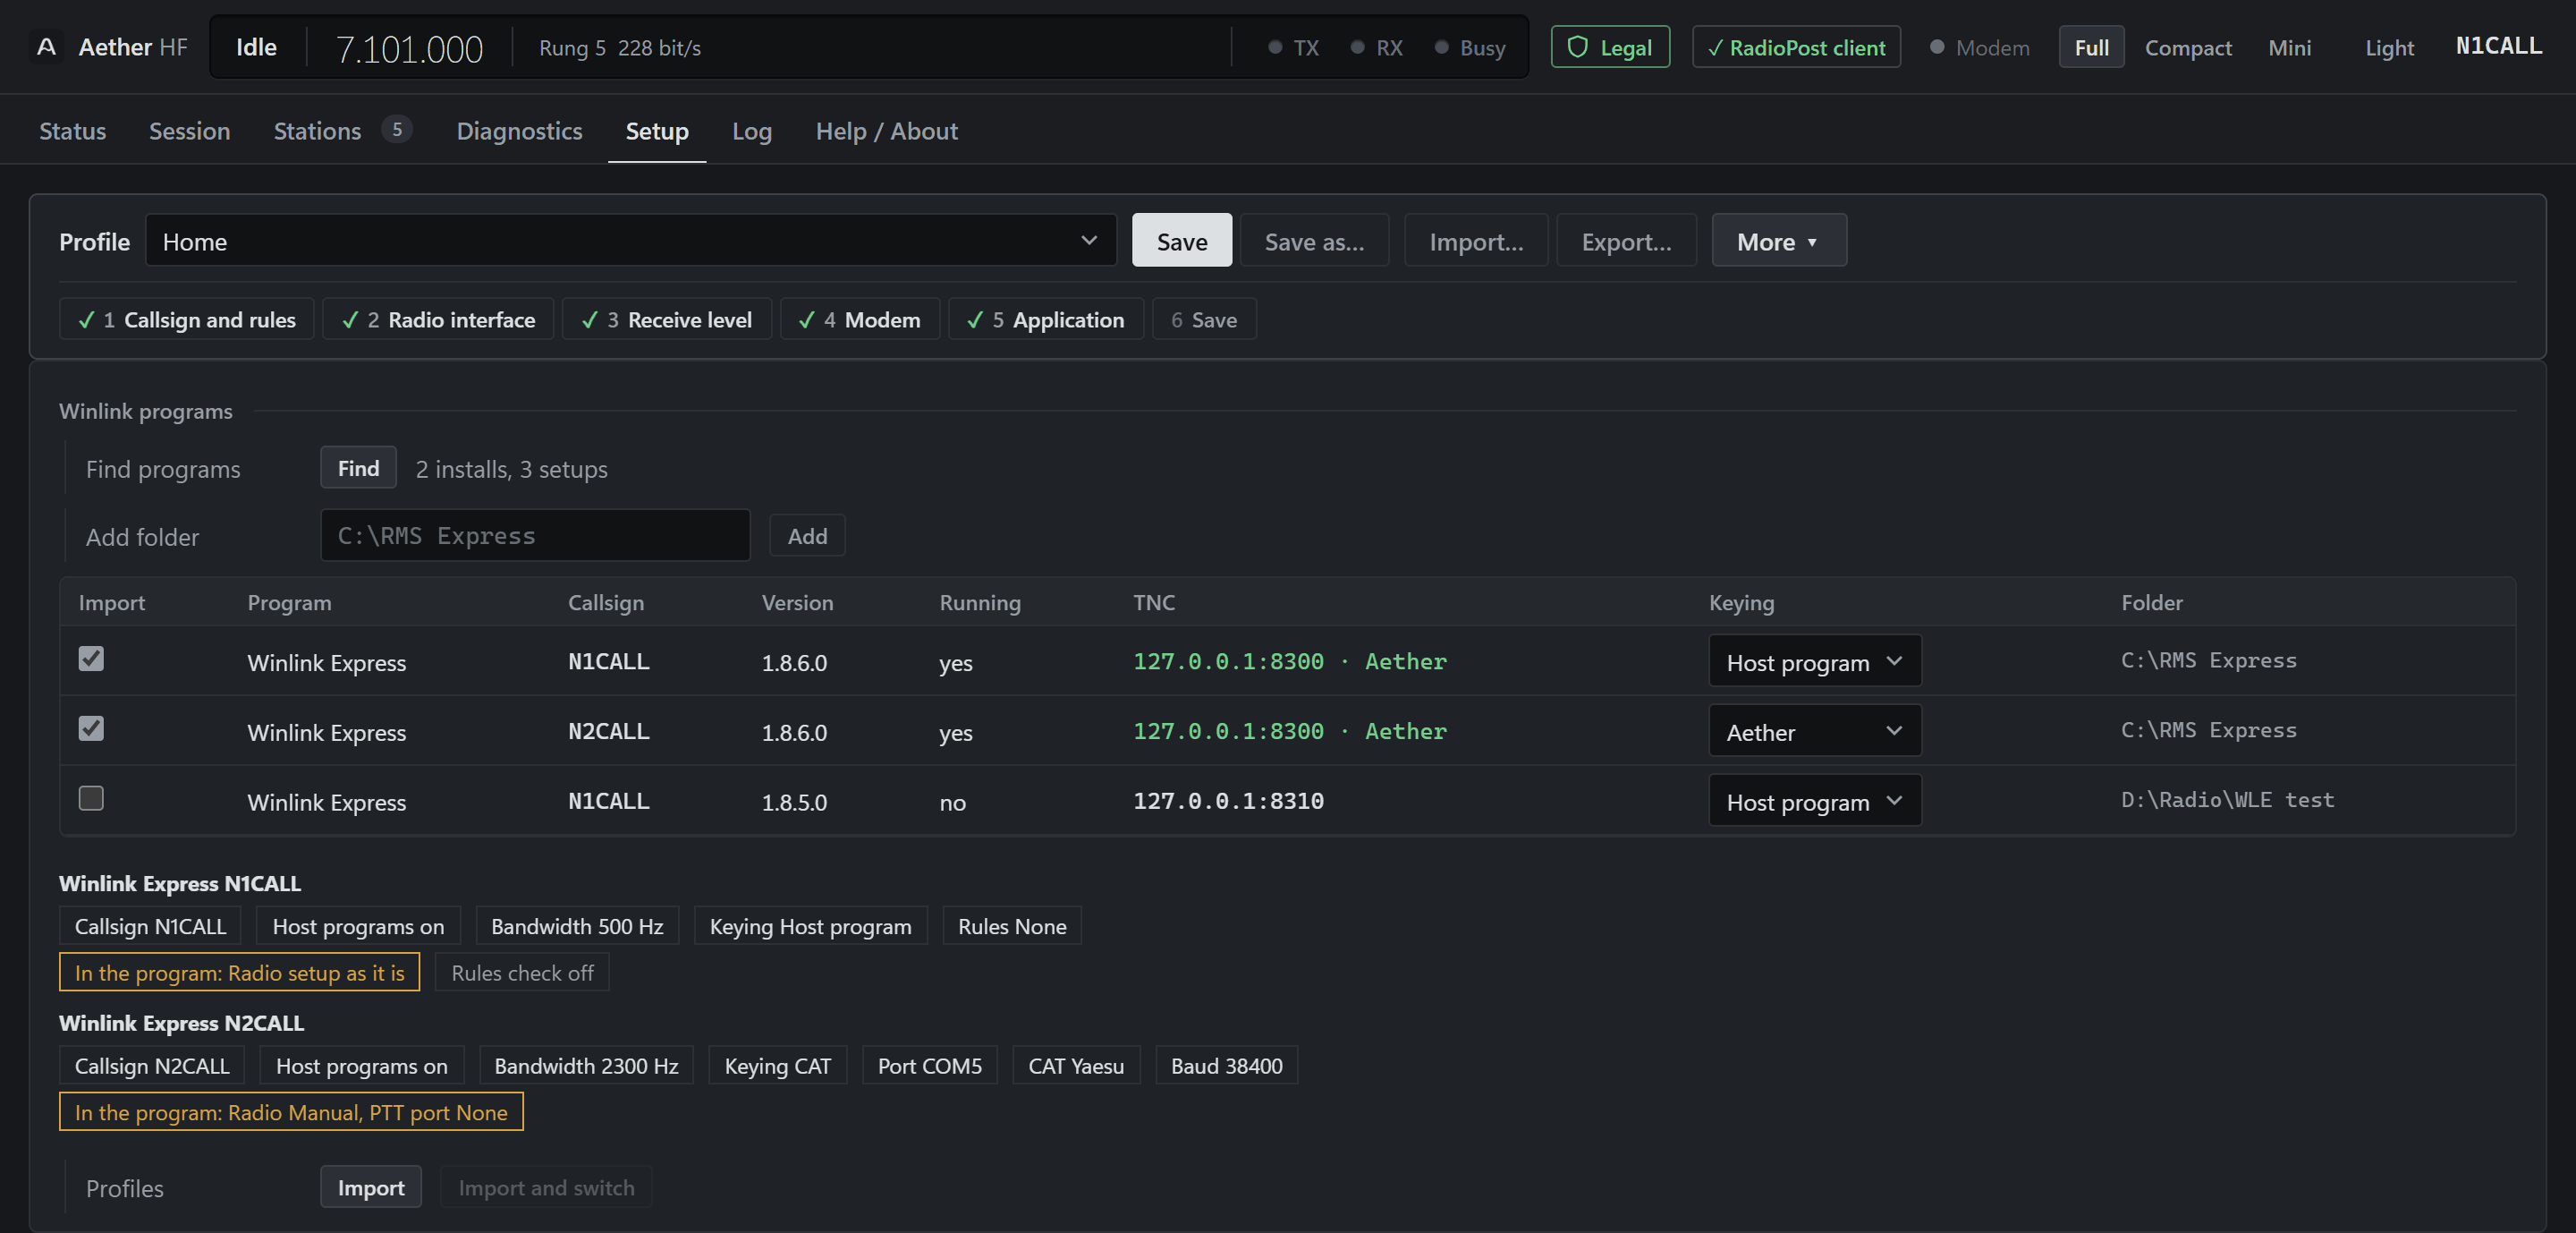 Aether HF Idle 7.101.000 Rung 5 228 bit/s TX RX Busy Legal ✓ RadioPost client Modem Full Compact Mini Light N1CALL
Status Session Stations 5 Diagnostics Setup Log Help / About
Profile Home Save Save as... Import... Export... More ▾
✓ 1 Callsign and rules ✓ 2 Radio interface ✓ 3 Receive level ✓ 4 Modem ✓ 5 Application 6 Save
Winlink programs
Find programs Find 2 installs, 3 setups
Add folder C:\RMS Express Add
Import Program Callsign Version Running TNC Keying Folder
Winlink Express N1CALL 1.8.6.0 yes 127.0.0.1:8300 · Aether Host program C:\RMS Express
Winlink Express N2CALL 1.8.6.0 yes 127.0.0.1:8300 · Aether Aether C:\RMS Express
Winlink Express N1CALL 1.8.5.0 no 127.0.0.1:8310 Host program D:\Radio\WLE test
Winlink Express N1CALL
Callsign N1CALL Host programs on Bandwidth 500 Hz Keying Host program Rules None
In the program: Radio setup as it is Rules check off
Winlink Express N2CALL
Callsign N2CALL Host programs on Bandwidth 2300 Hz Keying CAT Port COM5 CAT Yaesu Baud 38400
In the program: Radio Manual, PTT port None
Profiles Import Import and switch